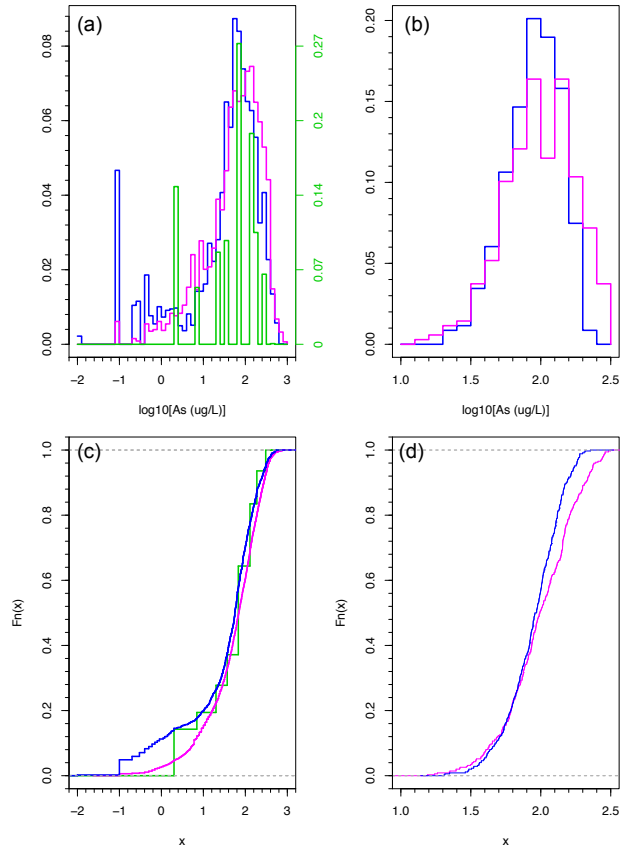 (a)
0.00 0.02 0.04 0.06 0.08
0 0.07 0.14 0.2 0.27
−2 −1 0 1 2 3
log10[As (ug/L)]
(b)
0.00 0.05 0.10 0.15 0.20
1.0 1.5 2.0 2.5
log10[As (ug/L)]
(c)
Fn(x)
0.0 0.2 0.4 0.6 0.8 1.0
−2 −1 0 1 2 3
x
(d)
Fn(x)
0.0 0.2 0.4 0.6 0.8 1.0
1.0 1.5 2.0 2.5
x